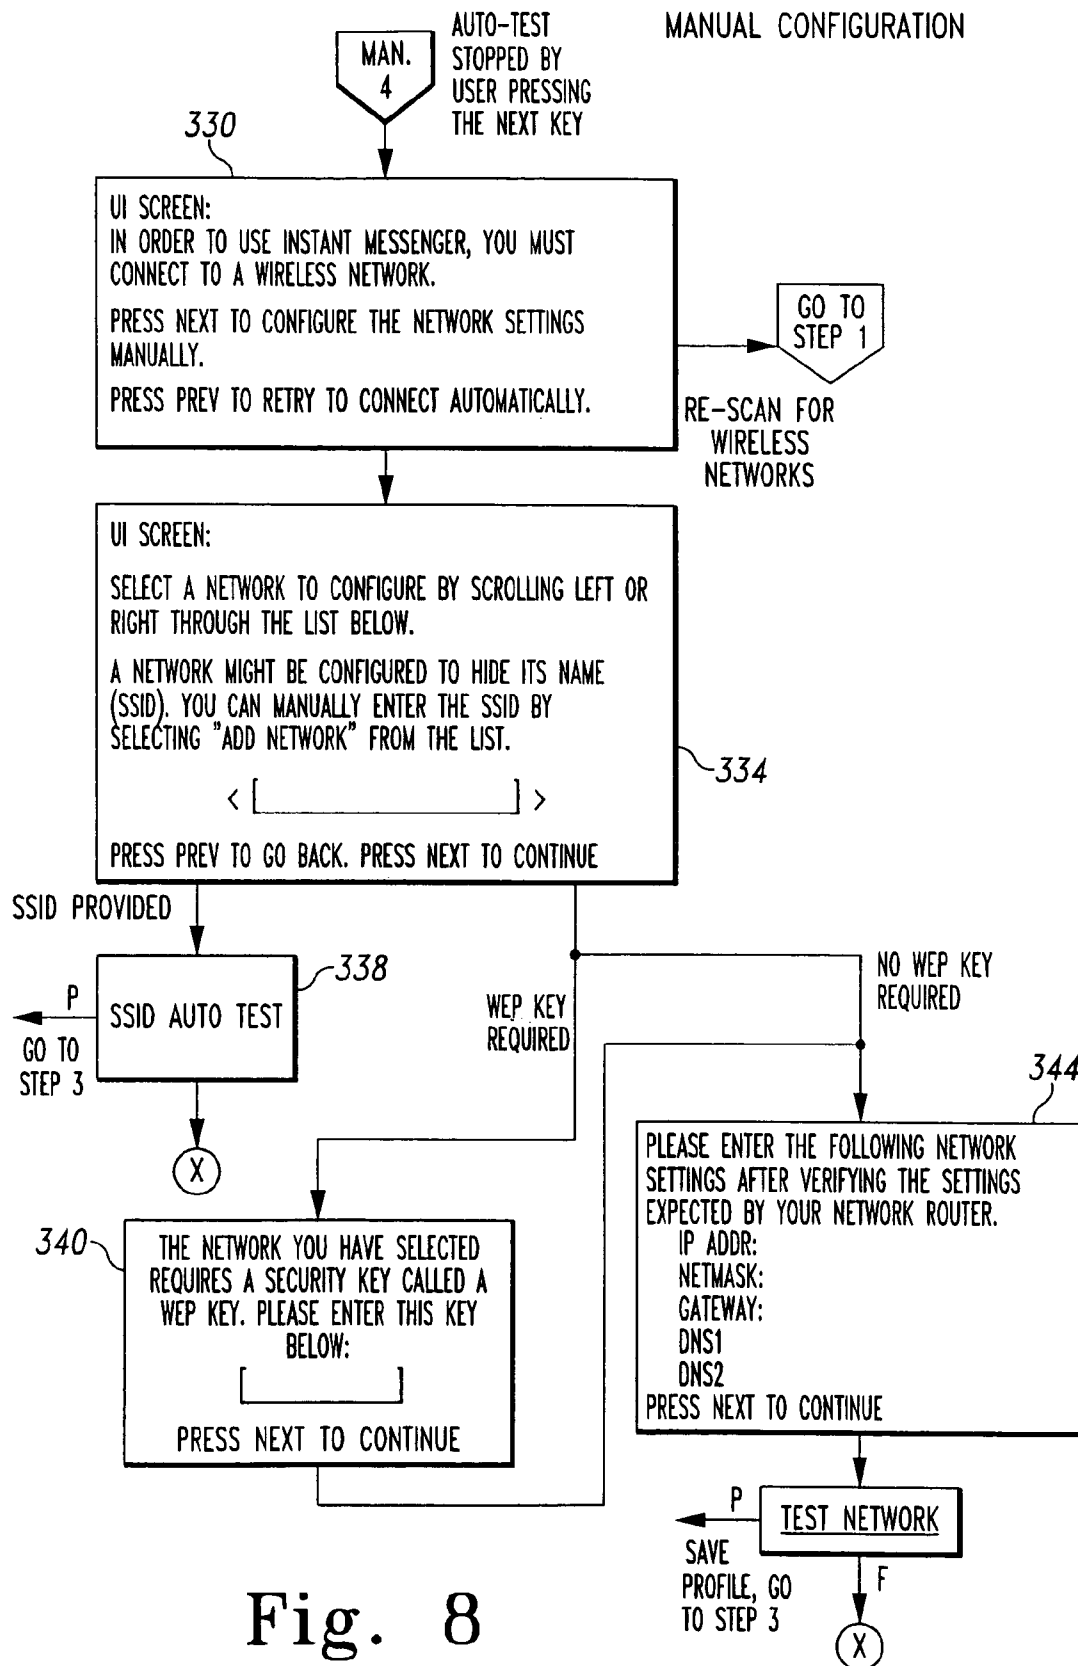 MANUAL CONFIGURATION
MAN.
4
AUTO-TEST
STOPPED BY
USER PRESSING
THE NEXT KEY
330
UI SCREEN:
IN ORDER TO USE INSTANT MESSENGER, YOU MUST
CONNECT TO A WIRELESS NETWORK.
PRESS NEXT TO CONFIGURE THE NETWORK SETTINGS
MANUALLY.
PRESS PREV TO RETRY TO CONNECT AUTOMATICALLY.
GO TO
STEP 1
RE-SCAN FOR
WIRELESS
NETWORKS
UI SCREEN:
SELECT A NETWORK TO CONFIGURE BY SCROLLING LEFT OR
RIGHT THROUGH THE LIST BELOW.
A NETWORK MIGHT BE CONFIGURED TO HIDE ITS NAME
(SSID). YOU CAN MANUALLY ENTER THE SSID BY
SELECTING "ADD NETWORK" FROM THE LIST.
< >
PRESS PREV TO GO BACK. PRESS NEXT TO CONTINUE
334
SSID PROVIDED
338
SSID AUTO TEST
P
GO TO
STEP 3
X
WEP KEY
REQUIRED
NO WEP KEY
REQUIRED
340
THE NETWORK YOU HAVE SELECTED
REQUIRES A SECURITY KEY CALLED A
WEP KEY. PLEASE ENTER THIS KEY
BELOW:
PRESS NEXT TO CONTINUE
344
PLEASE ENTER THE FOLLOWING NETWORK
SETTINGS AFTER VERIFYING THE SETTINGS
EXPECTED BY YOUR NETWORK ROUTER.
IP ADDR:
NETMASK:
GATEWAY:
DNS1
DNS2
PRESS NEXT TO CONTINUE
TEST NETWORK
P
SAVE
PROFILE, GO
TO STEP 3
F
X
Fig. 8